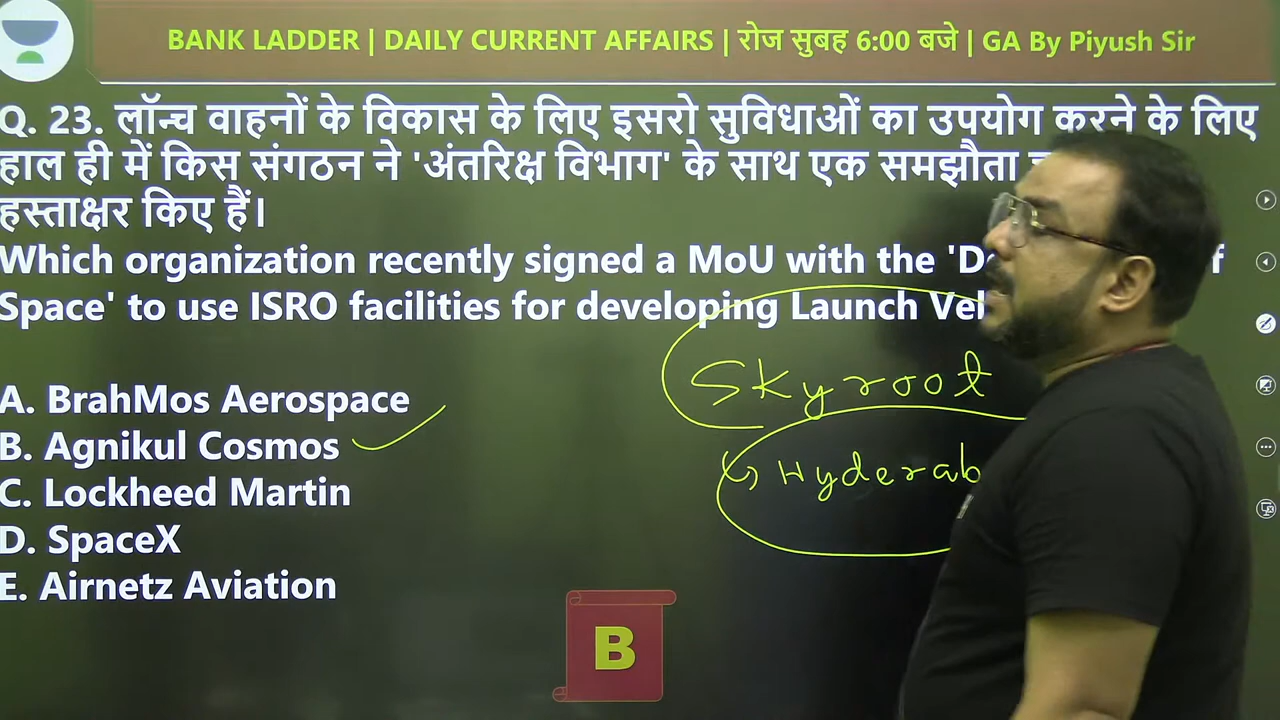 BANK LADDER | DAILY CURRENT AFFAIRS | रोज सुबह 6:00 बजे | GA By Piyush Sir
Q. 23. लॉन्च वाहनों के विकास के लिए इसरो सुविधाओं का उपयोग करने के लिए
हाल ही में किस संगठन ने 'अंतरिक्ष विभाग' के साथ एक समझौता
हस्ताक्षर किए हैं।
Which organization recently signed a MoU with the
Space' to use ISRO facilities for developing Launch
A. BrahMos Aerospace
B. Agnikul Cosmos
C. Lockheed Martin
D. SpaceX
E. Airnetz Aviation
Skyroot
Hyderab
B